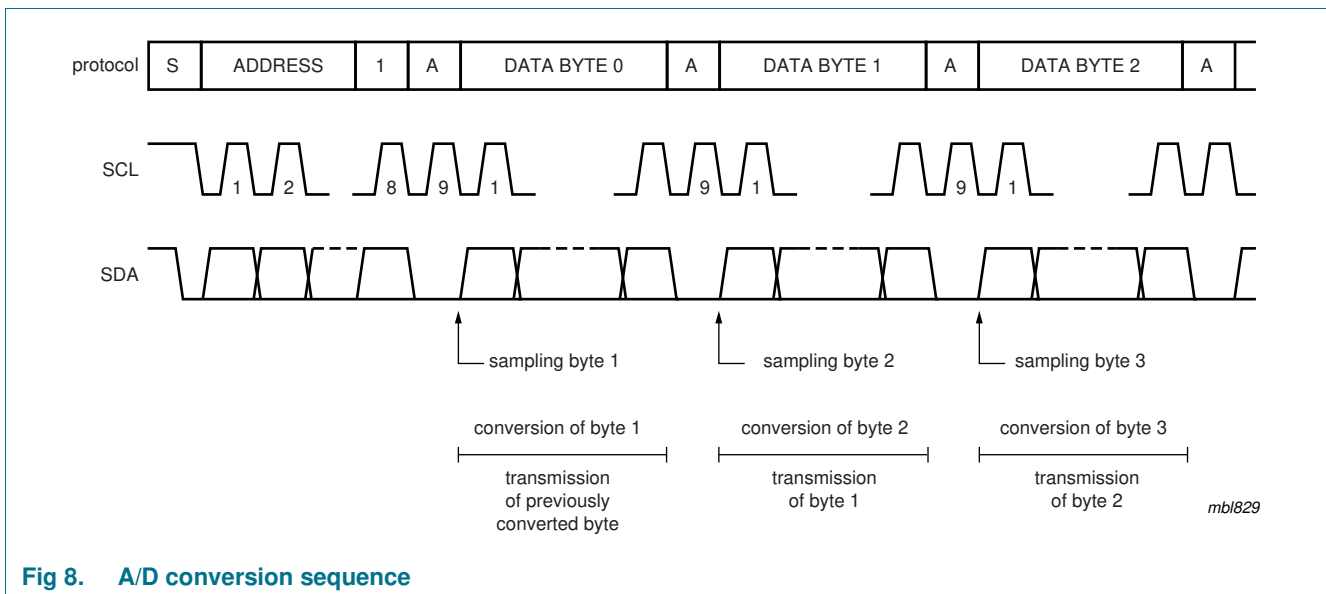 protocol S ADDRESS 1 A DATA BYTE 0 A DATA BYTE 1 A DATA BYTE 2 A
SCL 1 2 8 9 1 9 1 9 1
SDA
sampling byte 1 sampling byte 2 sampling byte 3
conversion of byte 1 conversion of byte 2 conversion of byte 3
transmission transmission transmission
of previously of byte 1 of byte 2
converted byte
mbl829
Fig 8. A/D conversion sequence